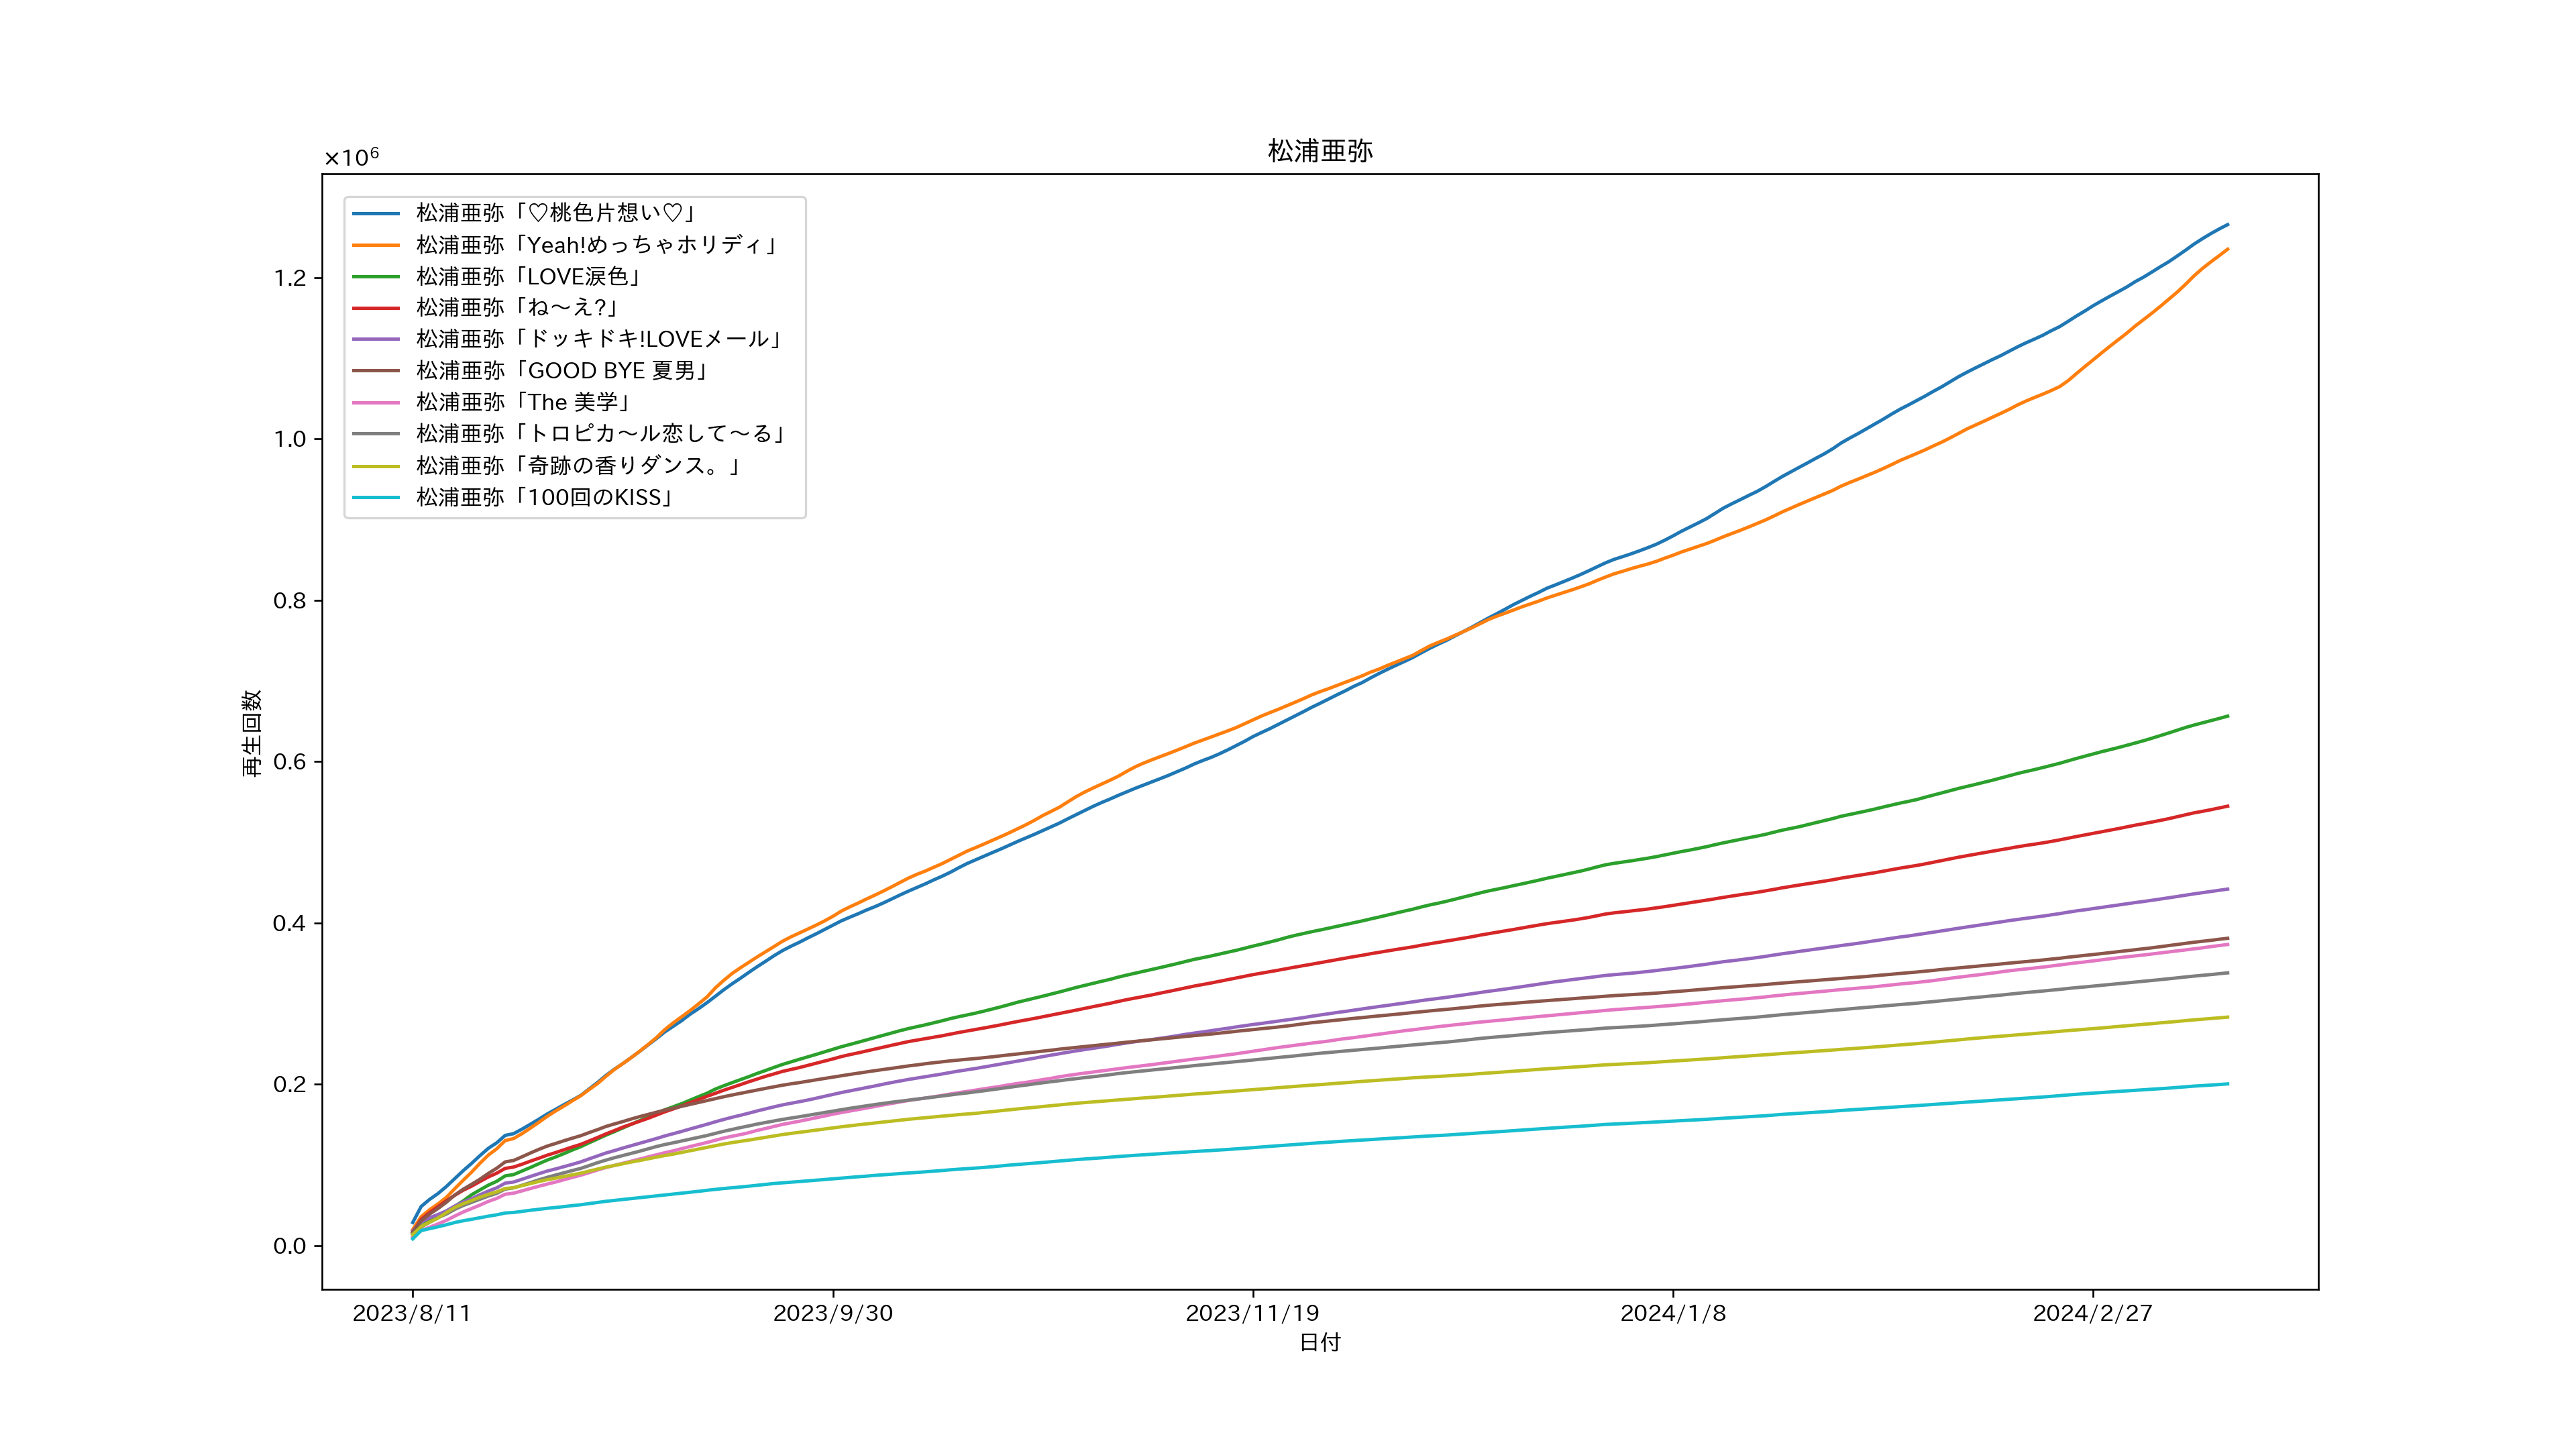 松浦亜弥
×10⁶
松浦亜弥「♡桃色片想い♡」
松浦亜弥「Yeah!めっちゃホリディ」
松浦亜弥「LOVE涙色」
松浦亜弥「ね〜え?」
松浦亜弥「ドッキドキ!LOVEメール」
松浦亜弥「GOOD BYE 夏男」
松浦亜弥「The 美学」
松浦亜弥「トロピカ〜ル恋して〜る」
松浦亜弥「奇跡の香りダンス。」
松浦亜弥「100回のKISS」
1.2
1.0
0.8
0.6
0.4
0.2
0.0
再生回数
2023/8/11
2023/9/30
2023/11/19
2024/1/8
2024/2/27
日付